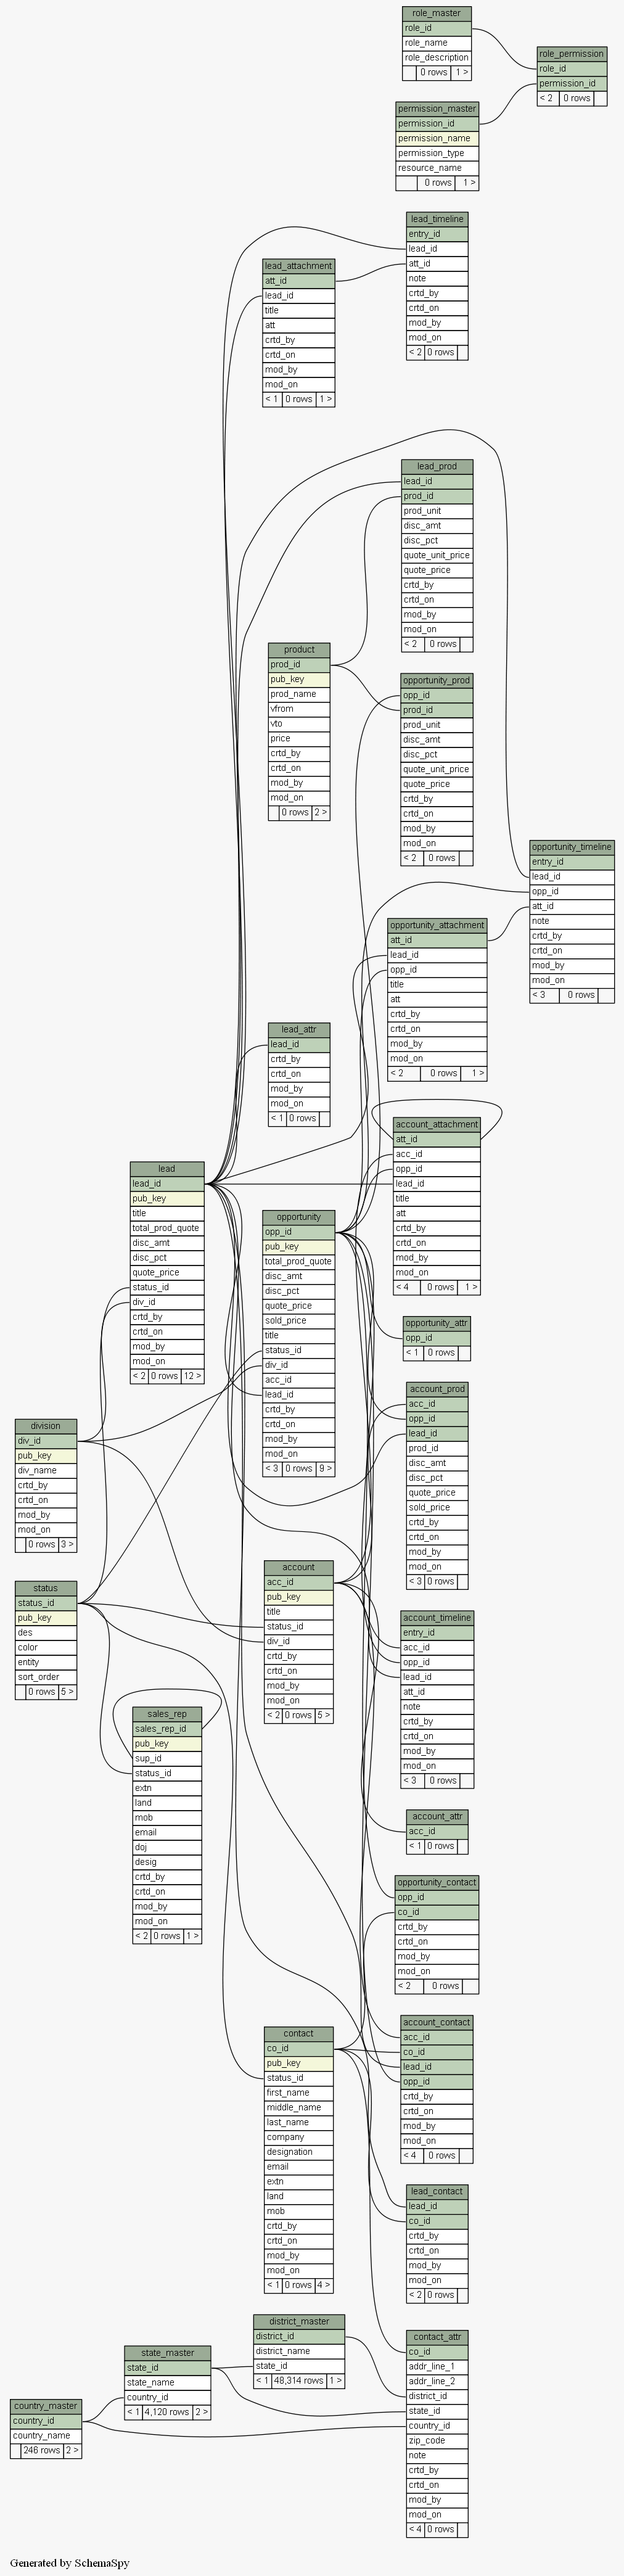 role_master
role_id
role_name
role_description
0 rows 1 >
role_permission
role_id
permission_id
< 2 0 rows
permission_master
permission_id
permission_name
permission_type
resource_name
0 rows 1 >
lead_timeline
entry_id
lead_id
att_id
note
crtd_by
crtd_on
mod_by
mod_on
< 2 0 rows
lead_attachment
att_id
lead_id
title
att
crtd_by
crtd_on
mod_by
mod_on
< 1 0 rows 1 >
lead_prod
lead_id
prod_id
prod_unit
disc_amt
disc_pct
quote_unit_price
quote_price
crtd_by
crtd_on
mod_by
mod_on
< 2 0 rows
product
prod_id
pub_key
prod_name
vfrom
vto
price
crtd_by
crtd_on
mod_by
mod_on
0 rows 2 >
opportunity_prod
opp_id
prod_id
prod_unit
disc_amt
disc_pct
quote_unit_price
quote_price
crtd_by
crtd_on
mod_by
mod_on
< 2 0 rows
opportunity_timeline
entry_id
lead_id
opp_id
att_id
note
crtd_by
crtd_on
mod_by
mod_on
< 3 0 rows
opportunity_attachment
att_id
lead_id
opp_id
title
att
crtd_by
crtd_on
mod_by
mod_on
< 2 0 rows 1 >
lead_attr
lead_id
crtd_by
crtd_on
mod_by
mod_on
< 1 0 rows
account_attachment
att_id
acc_id
opp_id
lead_id
title
att
crtd_by
crtd_on
mod_by
mod_on
< 4 0 rows 1 >
lead
lead_id
pub_key
title
total_prod_quote
disc_amt
disc_pct
quote_price
status_id
div_id
crtd_by
crtd_on
mod_by
mod_on
< 2 0 rows 12 >
opportunity
opp_id
pub_key
total_prod_quote
disc_amt
disc_pct
quote_price
sold_price
title
status_id
div_id
acc_id
lead_id
crtd_by
crtd_on
mod_by
mod_on
< 3 0 rows 9 >
opportunity_attr
opp_id
< 1 0 rows
account_prod
acc_id
opp_id
lead_id
prod_id
disc_amt
disc_pct
quote_price
sold_price
crtd_by
crtd_on
mod_by
mod_on
< 3 0 rows
division
div_id
pub_key
div_name
crtd_by
crtd_on
mod_by
mod_on
0 rows 3 >
status
status_id
pub_key
des
color
entity
sort_order
0 rows 5 >
account
acc_id
pub_key
title
status_id
div_id
crtd_by
crtd_on
mod_by
mod_on
< 2 0 rows 5 >
account_timeline
entry_id
acc_id
opp_id
lead_id
att_id
note
crtd_by
crtd_on
mod_by
mod_on
< 3 0 rows
sales_rep
sales_rep_id
pub_key
sup_id
status_id
extn
land
mob
email
doj
desig
crtd_by
crtd_on
mod_by
mod_on
< 2 0 rows 1 >
account_attr
acc_id
< 1 0 rows
opportunity_contact
opp_id
co_id
crtd_by
crtd_on
mod_by
mod_on
< 2 0 rows
account_contact
acc_id
co_id
lead_id
opp_id
crtd_by
crtd_on
mod_by
mod_on
< 4 0 rows
contact
co_id
pub_key
status_id
first_name
middle_name
last_name
company
designation
email
extn
land
mob
crtd_by
crtd_on
mod_by
mod_on
< 1 0 rows 4 >
lead_contact
lead_id
co_id
crtd_by
crtd_on
mod_by
mod_on
< 2 0 rows
district_master
district_id
district_name
state_id
< 1 48,314 rows 1 >
state_master
state_id
state_name
country_id
< 1 4,120 rows 2 >
country_master
country_id
country_name
246 rows 2 >
contact_attr
co_id
addr_line_1
addr_line_2
district_id
state_id
country_id
zip_code
note
crtd_by
crtd_on
mod_by
mod_on
< 4 0 rows
Generated by SchemaSpy